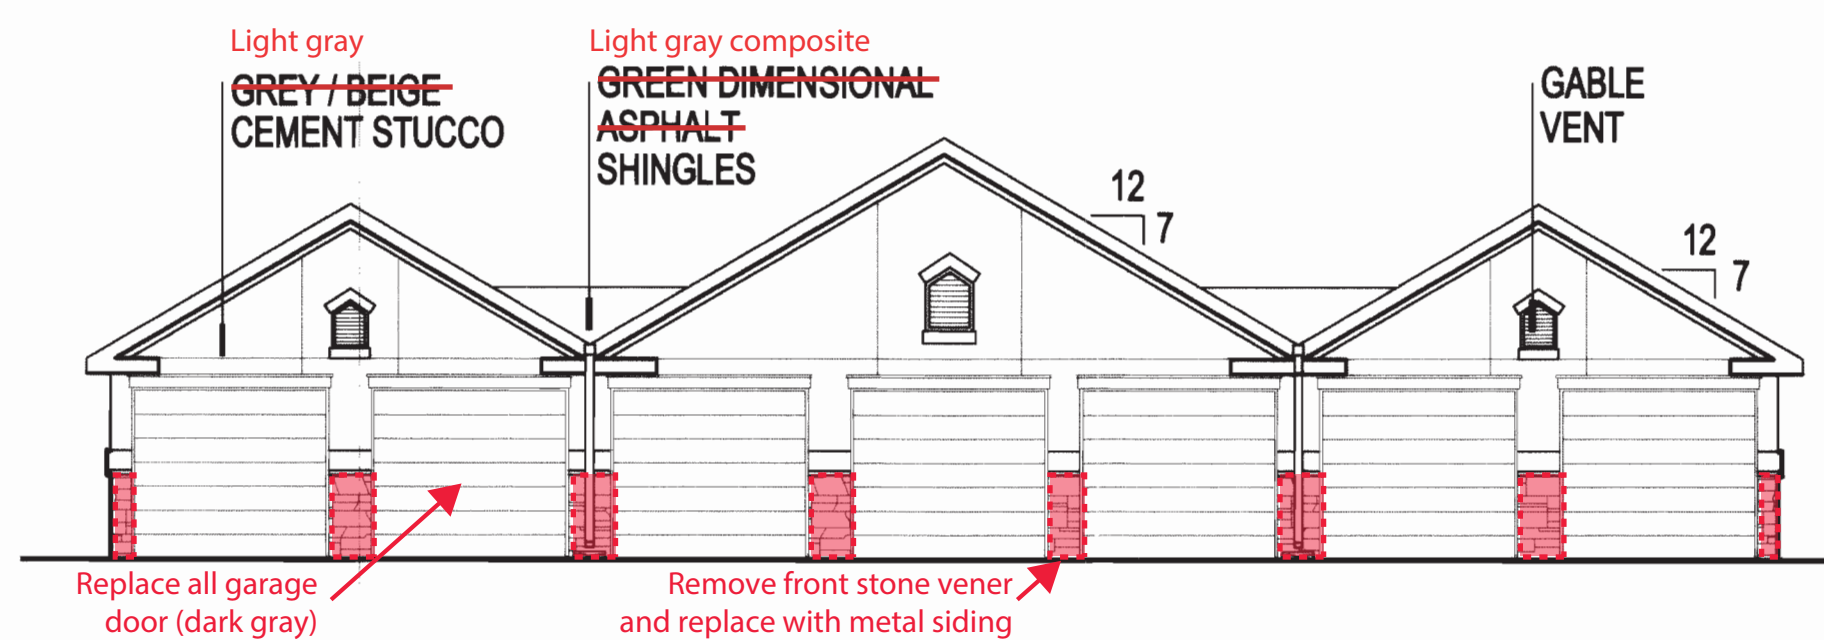 Light gray
GREY / BEIGE
CEMENT STUCCO
Light gray composite
GREEN DIMENSIONAL
ASPHALT
SHINGLES
GABLE
VENT
12
7
12
7
Replace all garage
door (dark gray)
Remove front stone vener
and replace with metal siding